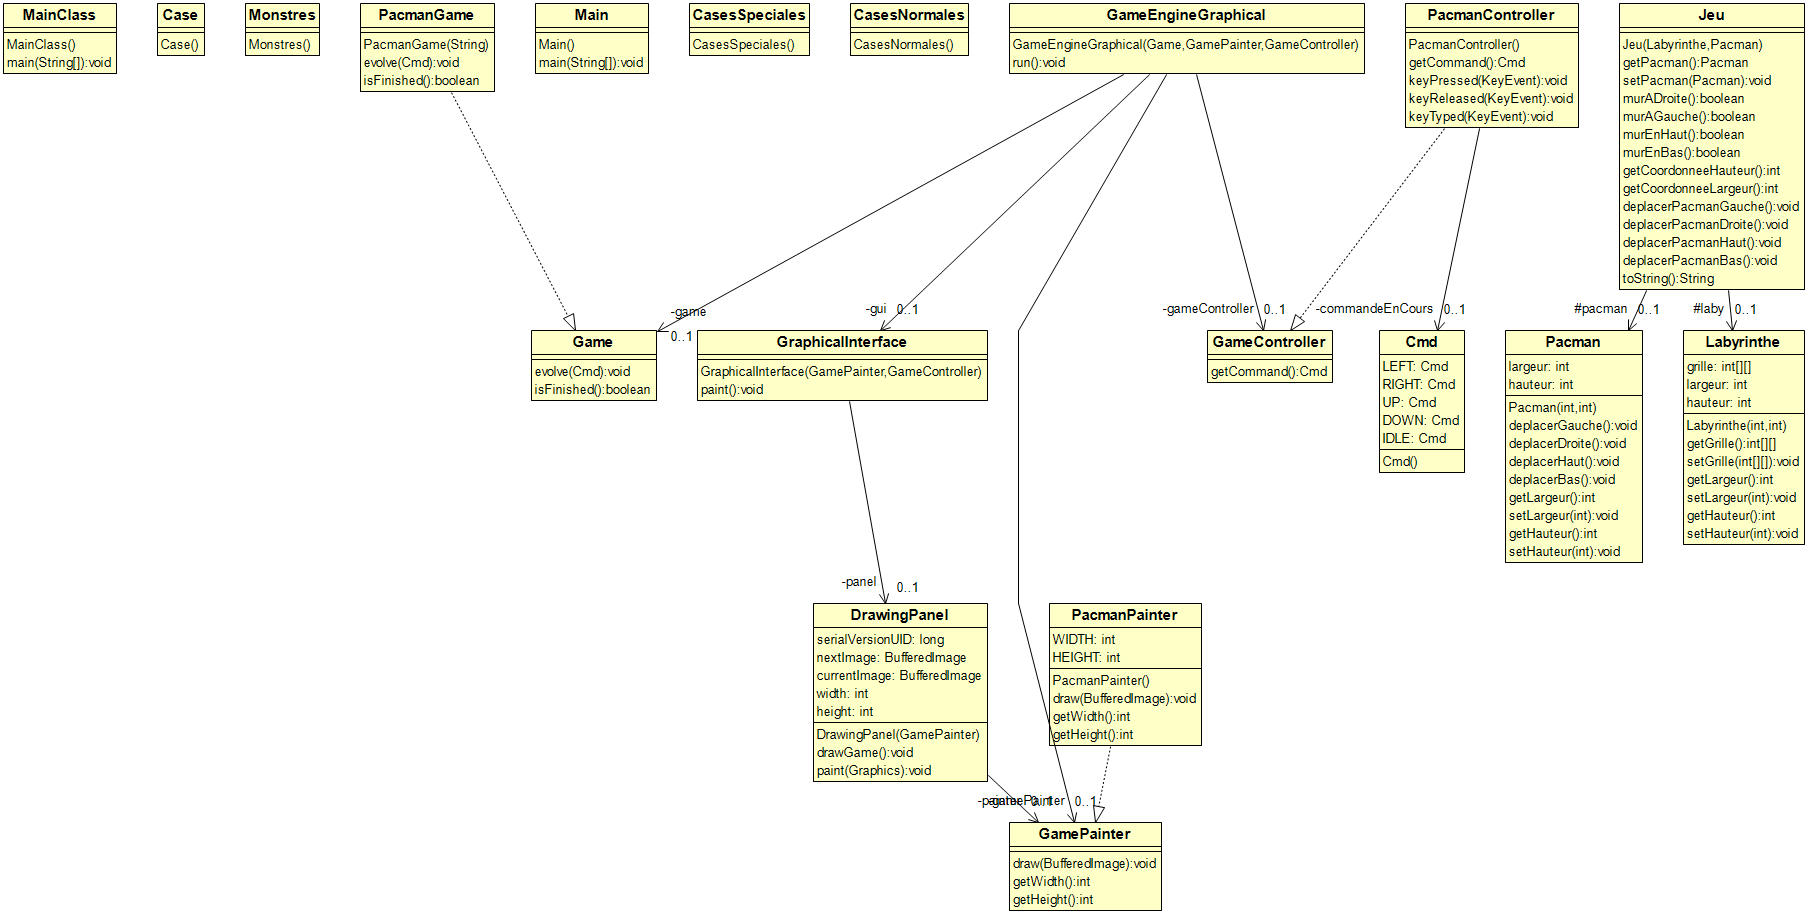 MainClass
MainClass()
main(String[]):void
Case
Case()
Monstres
Monstres()
PacmanGame
PacmanGame(String)
evolve(Cmd):void
isFinished():boolean
Main
Main()
main(String[]):void
CasesSpeciales
CasesSpeciales()
CasesNormales
CasesNormales()
GameEngineGraphical
GameEngineGraphical(Game,GamePainter,GameController)
run():void
PacmanController
PacmanController()
getCommand():Cmd
keyPressed(KeyEvent):void
keyReleased(KeyEvent):void
keyTyped(KeyEvent):void
Jeu
Jeu(Labyrinthe,Pacman)
getPacman():Pacman
setPacman(Pacman):void
murADroite():boolean
murAGauche():boolean
murEnHaut():boolean
murEnBas():boolean
getCoordonneeHauteur():int
getCoordonneeLargeur():int
deplacerPacmanGauche():void
deplacerPacmanDroite():void
deplacerPacmanHaut():void
deplacerPacmanBas():void
toString():String
-game
0..1
-gui 0..1
-gameController 0..1
-commandeEnCours 0..1
#pacman 0..1
#laby 0..1
Game
evolve(Cmd):void
isFinished():boolean
GraphicalInterface
GraphicalInterface(GamePainter,GameController)
paint():void
GameController
getCommand():Cmd
Cmd
LEFT: Cmd
RIGHT: Cmd
UP: Cmd
DOWN: Cmd
IDLE: Cmd
Cmd()
Pacman
largeur: int
hauteur: int
Pacman(int,int)
deplacerGauche():void
deplacerDroite():void
deplacerHaut():void
deplacerBas():void
getLargeur():int
setLargeur(int):void
getHauteur():int
setHauteur(int):void
Labyrinthe
grille: int[][]
largeur: int
hauteur: int
Labyrinthe(int,int)
getGrille():int[][]
setGrille(int[][]):void
getLargeur():int
setLargeur(int):void
getHauteur():int
setHauteur(int):void
-panel 0..1
DrawingPanel
serialVersionUID: long
nextImage: BufferedImage
currentImage: BufferedImage
width: int
height: int
DrawingPanel(GamePainter)
drawGame():void
paint(Graphics):void
PacmanPainter
WIDTH: int
HEIGHT: int
PacmanPainter()
draw(BufferedImage):void
getWidth():int
getHeight():int
-painter 0..1
-gamePainter 0..1
GamePainter
draw(BufferedImage):void
getWidth():int
getHeight():int